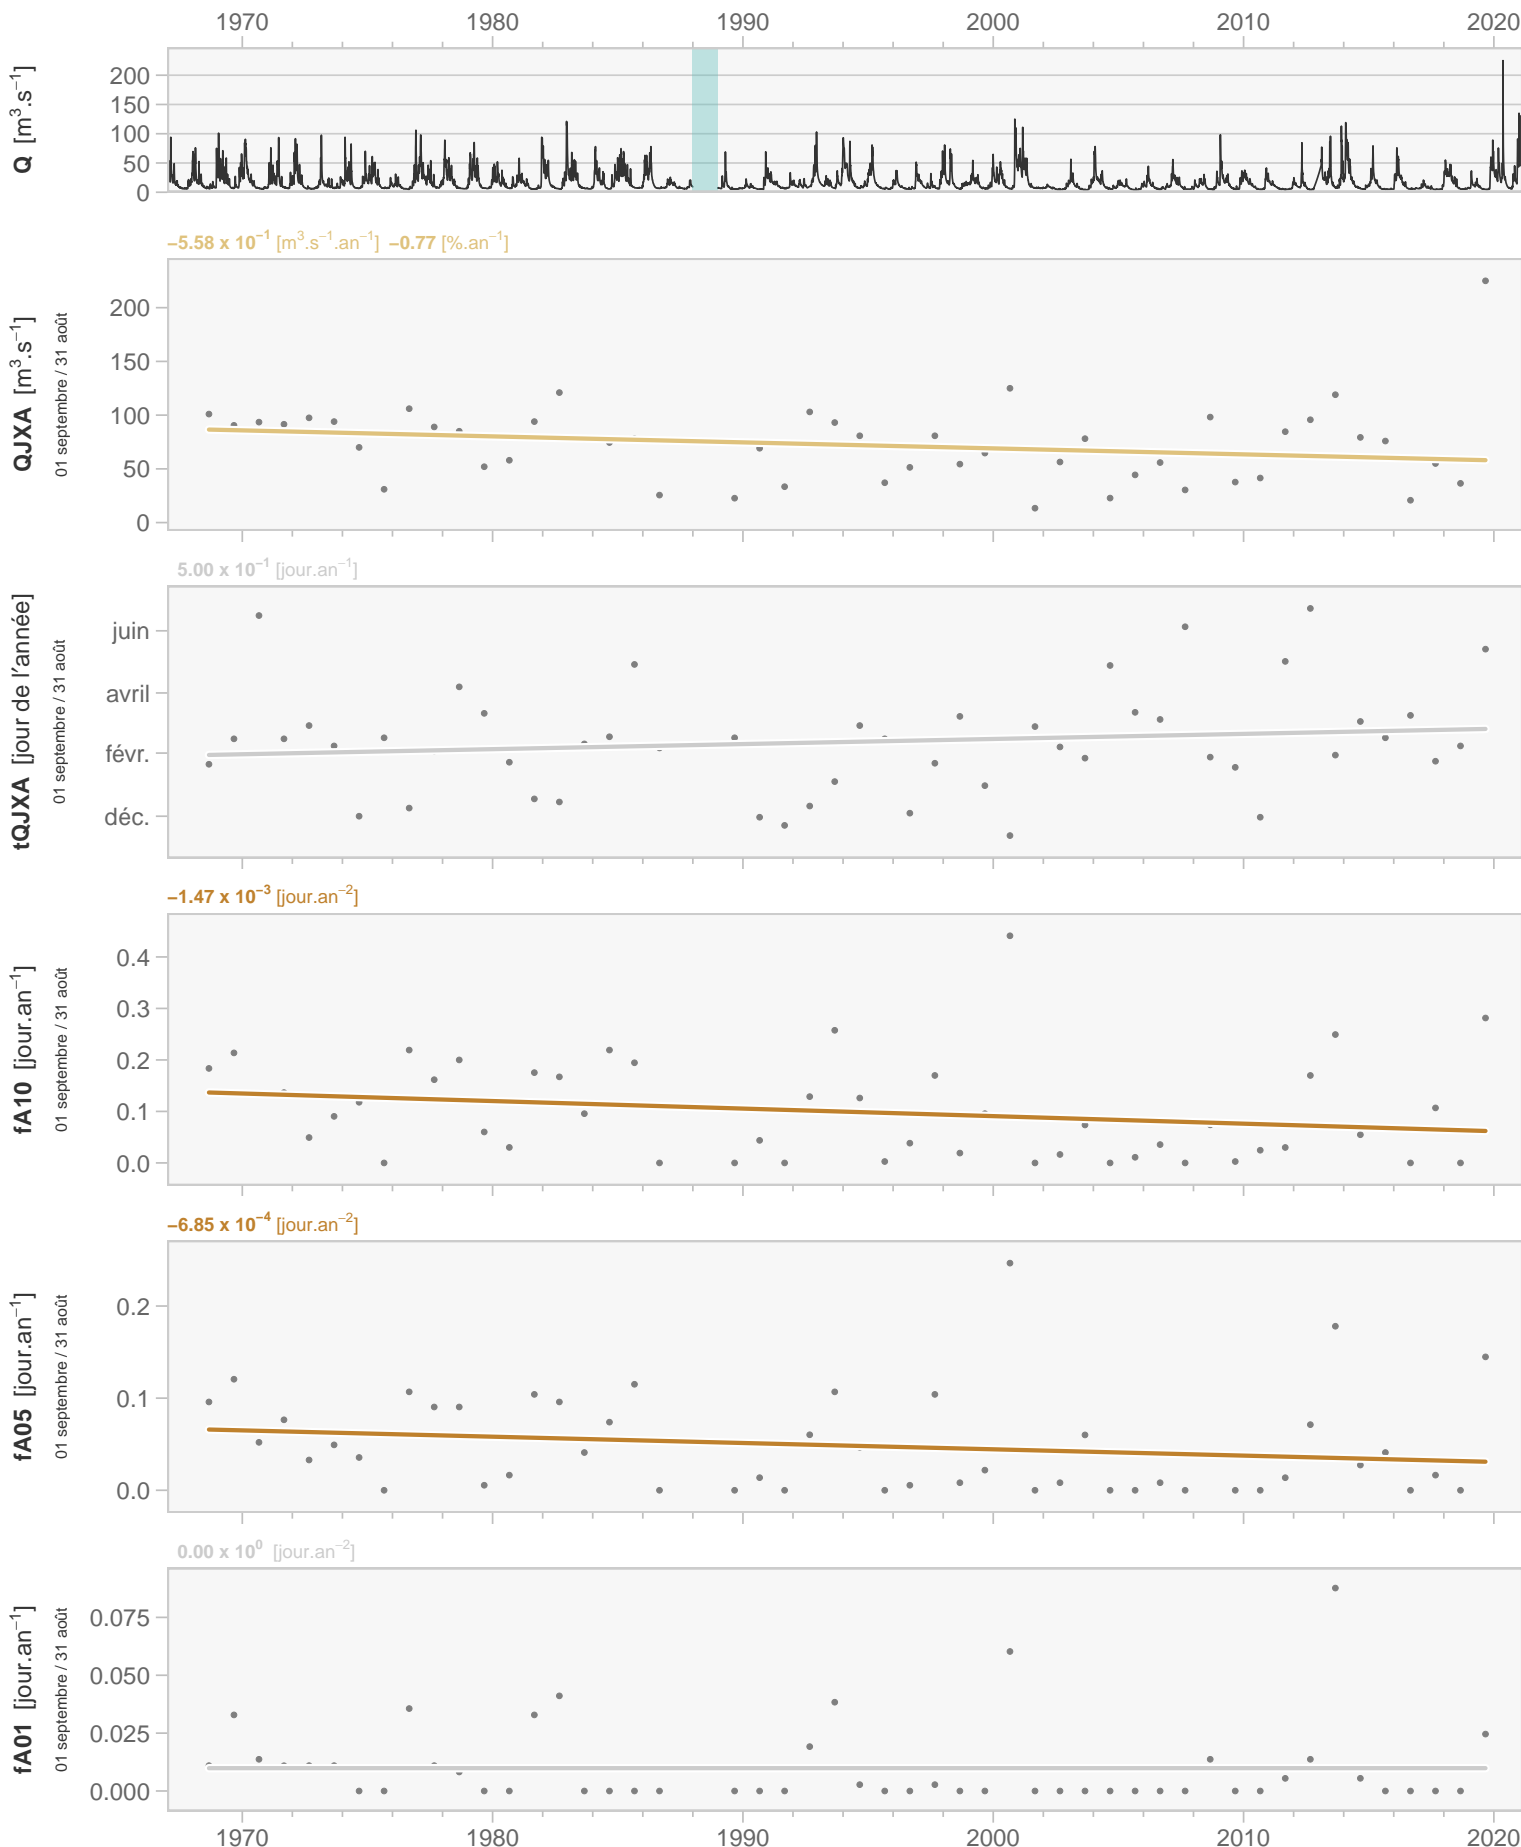 1970 1980 1990 2000 2010 2020
Q [m³.s⁻¹]
200
150
100
50
0
−5.58 x 10⁻¹ [m³.s⁻¹.an⁻¹] −0.77 [%.an⁻¹]
QJXA [m³.s⁻¹]
01 septembre / 31 août
200
150
100
50
0
5.00 x 10⁻¹ [jour.an⁻¹]
tQJXA [jour de l'année]
01 septembre / 31 août
juin
avril
févr.
déc.
−1.47 x 10⁻³ [jour.an⁻²]
fA10 [jour.an⁻¹]
01 septembre / 31 août
0.4
0.3
0.2
0.1
0.0
−6.85 x 10⁻⁴ [jour.an⁻²]
fA05 [jour.an⁻¹]
01 septembre / 31 août
0.2
0.1
0.0
0.00 x 10⁰ [jour.an⁻²]
fA01 [jour.an⁻¹]
01 septembre / 31 août
0.075
0.050
0.025
0.000
1970 1980 1990 2000 2010 2020